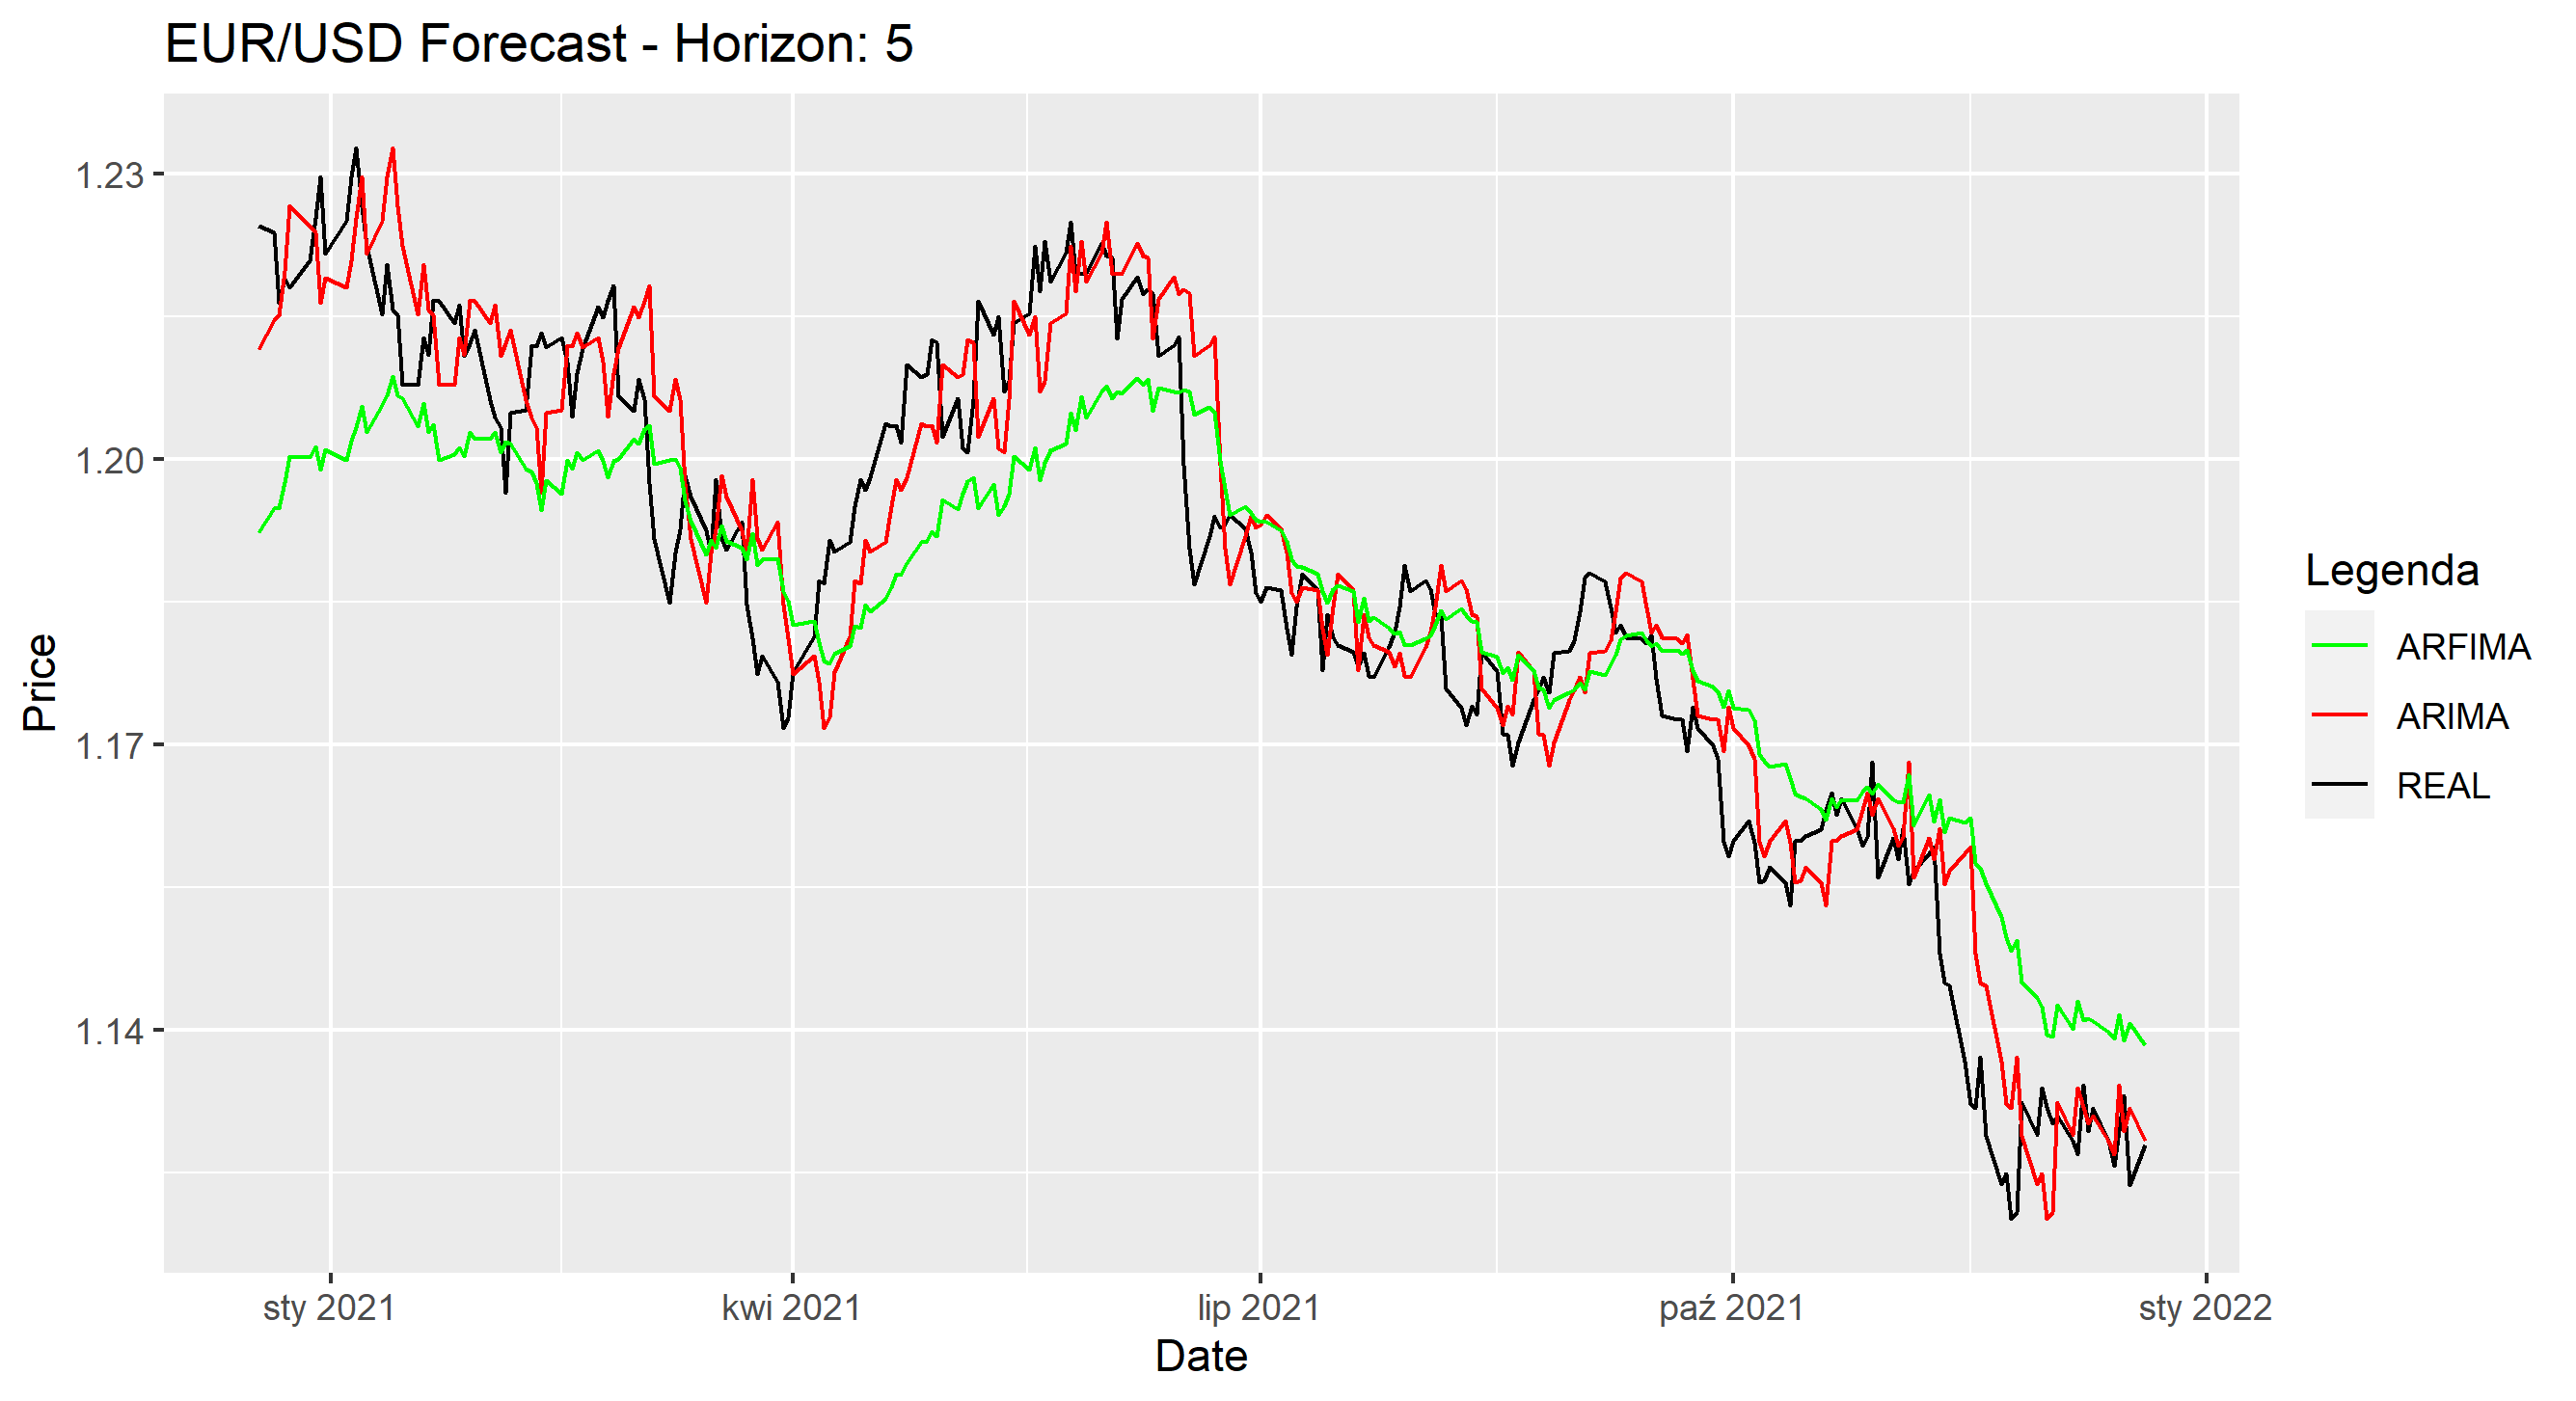 EUR/USD Forecast - Horizon: 5
Price
1.23
1.20
1.17
1.14
sty 2021
kwi 2021
lip 2021
paź 2021
sty 2022
Date
Legenda
ARFIMA
ARIMA
REAL